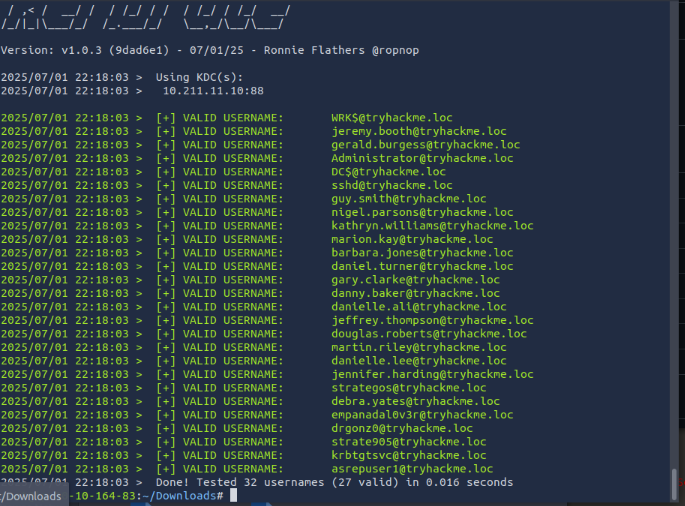 / ,< /  __/ /  / /_/ / /   / /_/ / /_/  __/
/_/|_|\___/_/  /_.___/_/    \__,_/\__/\___/
Version: v1.0.3 (9dad6e1) - 07/01/25 - Ronnie Flathers @ropnop
2025/07/01 22:18:03 >  Using KDC(s):
2025/07/01 22:18:03 >   10.211.11.10:88
2025/07/01 22:18:03 >  [+] VALID USERNAME:       WRK$@tryhackme.loc
2025/07/01 22:18:03 >  [+] VALID USERNAME:       jeremy.booth@tryhackme.loc
2025/07/01 22:18:03 >  [+] VALID USERNAME:       gerald.burgess@tryhackme.loc
2025/07/01 22:18:03 >  [+] VALID USERNAME:       Administrator@tryhackme.loc
2025/07/01 22:18:03 >  [+] VALID USERNAME:       DC$@tryhackme.loc
2025/07/01 22:18:03 >  [+] VALID USERNAME:       sshd@tryhackme.loc
2025/07/01 22:18:03 >  [+] VALID USERNAME:       guy.smith@tryhackme.loc
2025/07/01 22:18:03 >  [+] VALID USERNAME:       nigel.parsons@tryhackme.loc
2025/07/01 22:18:03 >  [+] VALID USERNAME:       kathryn.williams@tryhackme.loc
2025/07/01 22:18:03 >  [+] VALID USERNAME:       marion.kay@tryhackme.loc
2025/07/01 22:18:03 >  [+] VALID USERNAME:       barbara.jones@tryhackme.loc
2025/07/01 22:18:03 >  [+] VALID USERNAME:       daniel.turner@tryhackme.loc
2025/07/01 22:18:03 >  [+] VALID USERNAME:       gary.clarke@tryhackme.loc
2025/07/01 22:18:03 >  [+] VALID USERNAME:       danny.baker@tryhackme.loc
2025/07/01 22:18:03 >  [+] VALID USERNAME:       danielle.ali@tryhackme.loc
2025/07/01 22:18:03 >  [+] VALID USERNAME:       jeffrey.thompson@tryhackme.loc
2025/07/01 22:18:03 >  [+] VALID USERNAME:       douglas.roberts@tryhackme.loc
2025/07/01 22:18:03 >  [+] VALID USERNAME:       martin.riley@tryhackme.loc
2025/07/01 22:18:03 >  [+] VALID USERNAME:       danielle.lee@tryhackme.loc
2025/07/01 22:18:03 >  [+] VALID USERNAME:       jennifer.harding@tryhackme.loc
2025/07/01 22:18:03 >  [+] VALID USERNAME:       strategos@tryhackme.loc
2025/07/01 22:18:03 >  [+] VALID USERNAME:       debra.yates@tryhackme.loc
2025/07/01 22:18:03 >  [+] VALID USERNAME:       empanadal0v3r@tryhackme.loc
2025/07/01 22:18:03 >  [+] VALID USERNAME:       drgonz0@tryhackme.loc
2025/07/01 22:18:03 >  [+] VALID USERNAME:       strate905@tryhackme.loc
2025/07/01 22:18:03 >  [+] VALID USERNAME:       krbtgtsvc@tryhackme.loc
2025/07/01 22:18:03 >  [+] VALID USERNAME:       asrepuser1@tryhackme.loc
2025/07/01 22:18:03 >  Done! Tested 32 usernames (27 valid) in 0.016 seconds
t/Downloads -10-164-83:~/Downloads#